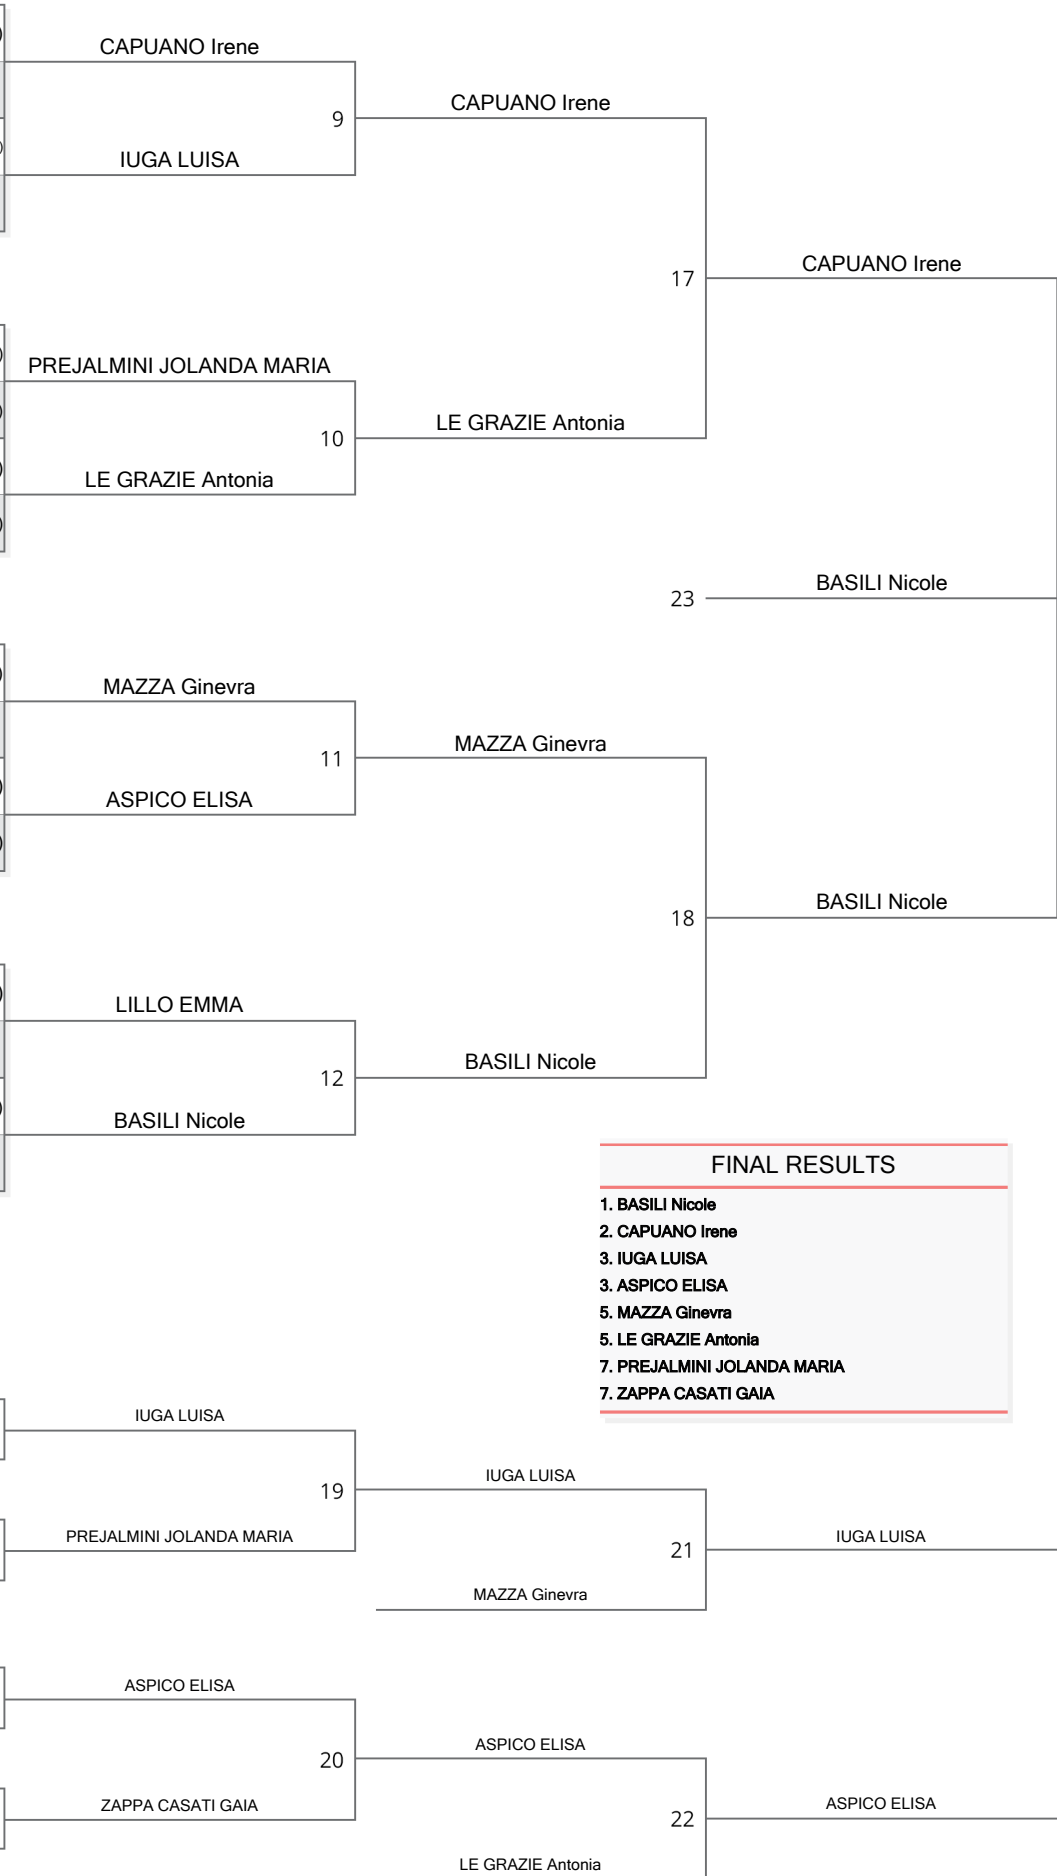 CAPUANO Irene
9
CAPUANO Irene
IUGA LUISA
17
CAPUANO Irene
PREJALMINI JOLANDA MARIA
10
LE GRAZIE Antonia
LE GRAZIE Antonia
23
BASILI Nicole
MAZZA Ginevra
11
MAZZA Ginevra
ASPICO ELISA
18
BASILI Nicole
LILLO EMMA
12
BASILI Nicole
BASILI Nicole
FINAL RESULTS
1. BASILI Nicole
2. CAPUANO Irene
3. IUGA LUISA
3. ASPICO ELISA
5. MAZZA Ginevra
5. LE GRAZIE Antonia
7. PREJALMINI JOLANDA MARIA
7. ZAPPA CASATI GAIA
IUGA LUISA
19
IUGA LUISA
PREJALMINI JOLANDA MARIA
21
IUGA LUISA
MAZZA Ginevra
ASPICO ELISA
20
ASPICO ELISA
ZAPPA CASATI GAIA
22
ASPICO ELISA
LE GRAZIE Antonia